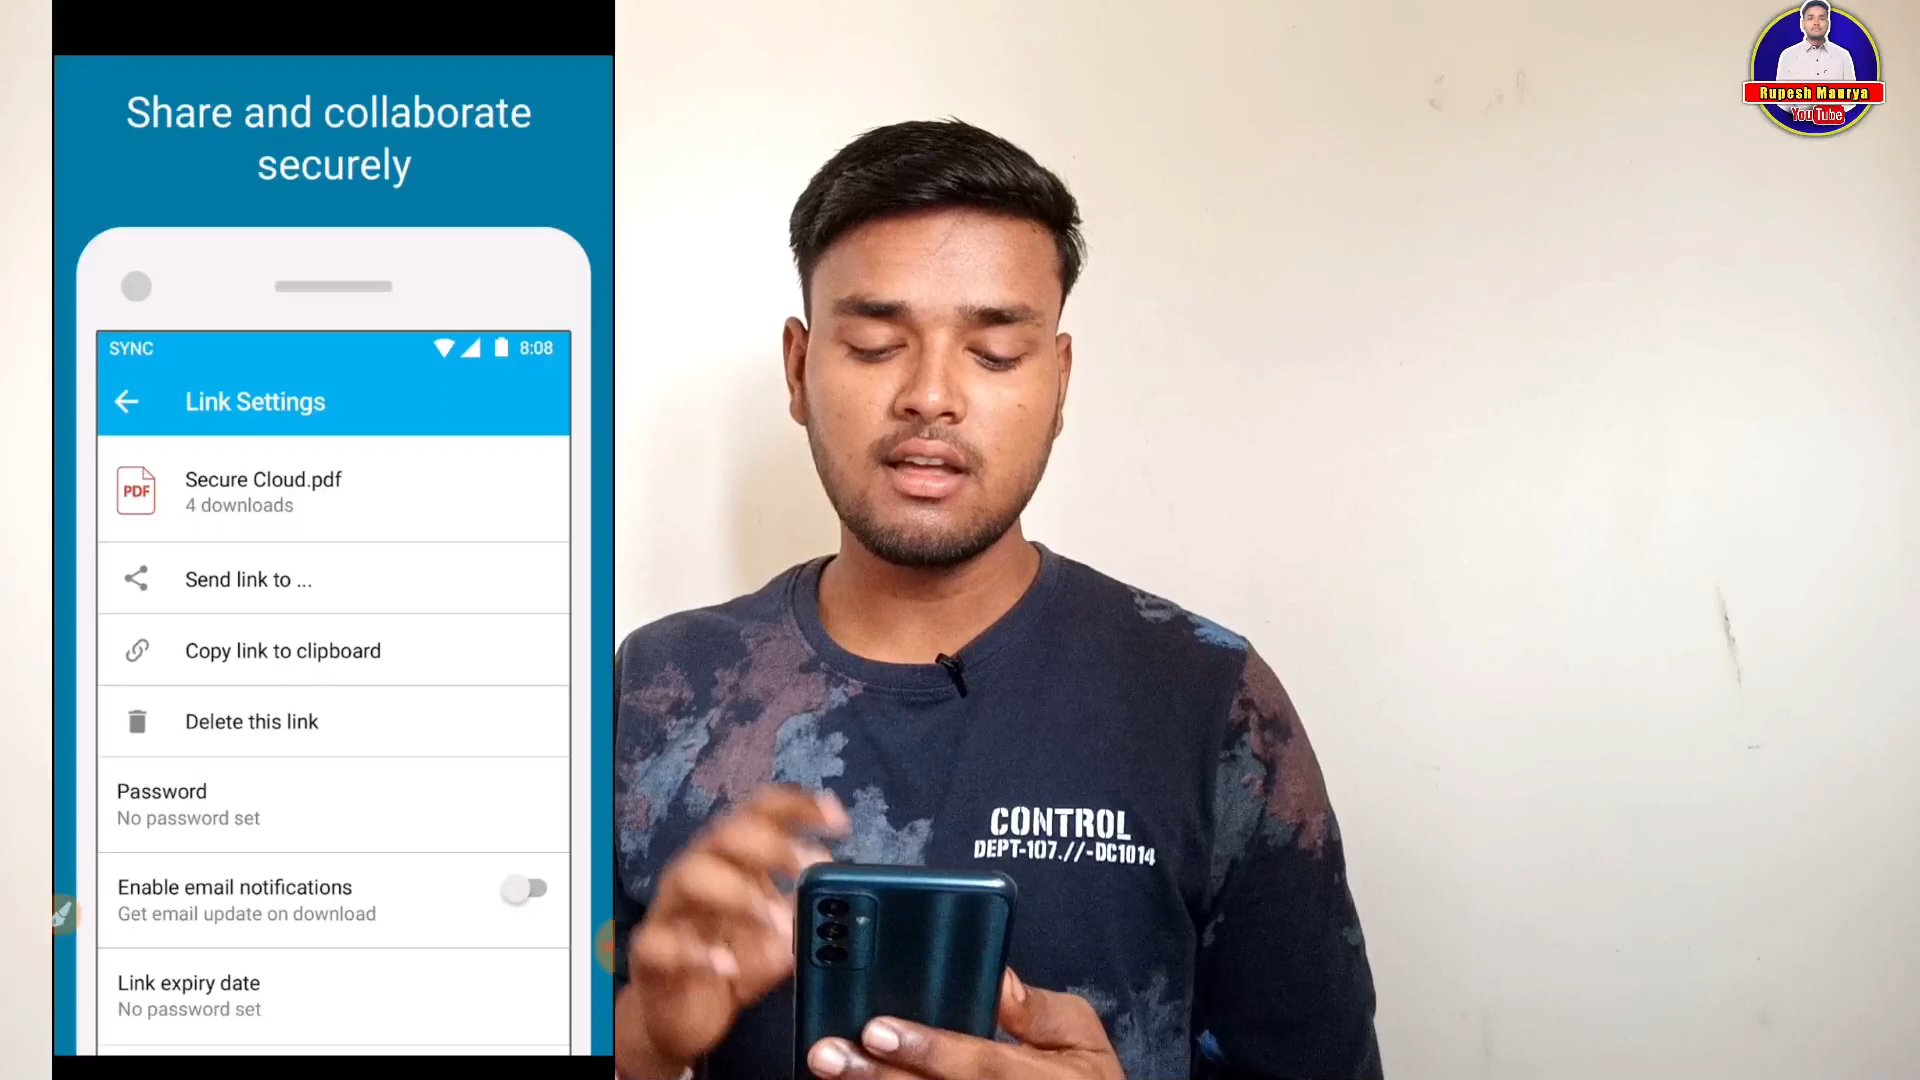 Share and collaborate
securely
SYNC
8:08
Link Settings
PDF
Secure Cloud.pdf
4 downloads
Send link to ...
Copy link to clipboard
Delete this link
Password
No password set
Enable email notifications
Get email update on download
Link expiry date
No password set
CONTROL
DEPT-107.//-DC1014
Rupesh Maurya
YouTube